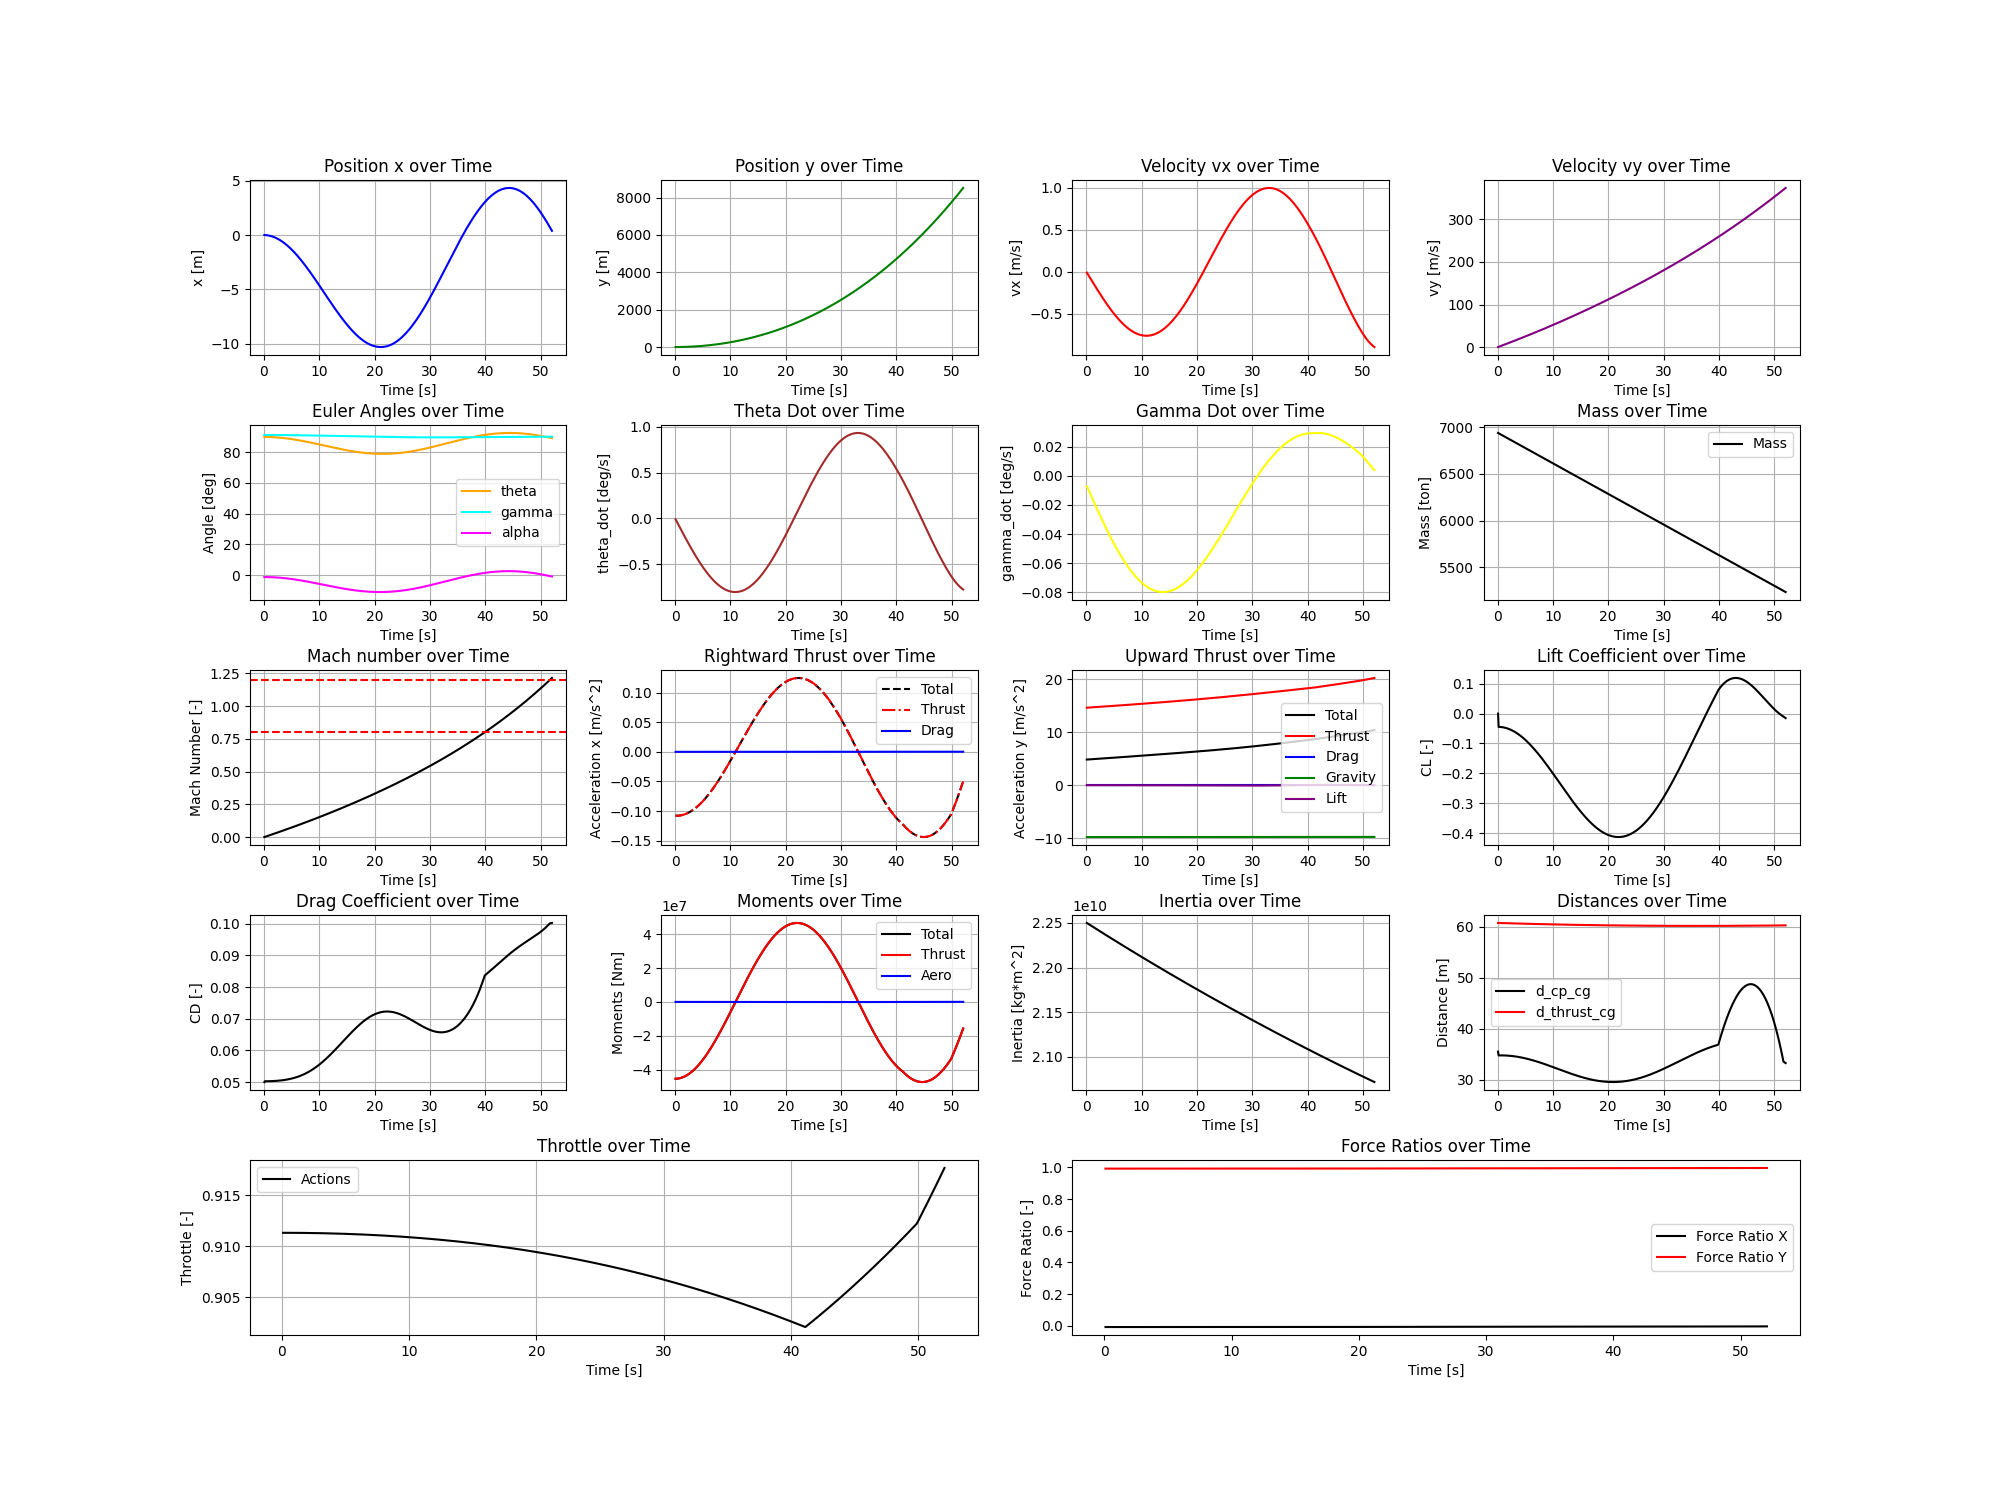 Position x over Time
x [m]
5
0
−5
−10
0 10 20 30 40 50
Time [s]
Position y over Time
y [m]
8000
6000
4000
2000
0
0 10 20 30 40 50
Time [s]
Velocity vx over Time
vx [m/s]
1.0
0.5
0.0
−0.5
0 10 20 30 40 50
Time [s]
Velocity vy over Time
vy [m/s]
300
200
100
0
0 10 20 30 40 50
Time [s]
Euler Angles over Time
Angle [deg]
80
60
40
20
0
theta
gamma
alpha
0 10 20 30 40 50
Time [s]
Theta Dot over Time
theta_dot [deg/s]
1.0
0.5
0.0
−0.5
0 10 20 30 40 50
Time [s]
Gamma Dot over Time
gamma_dot [deg/s]
0.02
0.00
−0.02
−0.04
−0.06
−0.08
0 10 20 30 40 50
Time [s]
Mass over Time
Mass [ton]
7000
6500
6000
5500
Mass
0 10 20 30 40 50
Time [s]
Mach number over Time
Mach Number [-]
1.25
1.00
0.75
0.50
0.25
0.00
0 10 20 30 40 50
Time [s]
Rightward Thrust over Time
Acceleration x [m/s^2]
0.10
0.05
0.00
−0.05
−0.10
−0.15
Total
Thrust
Drag
0 10 20 30 40 50
Time [s]
Upward Thrust over Time
Acceleration y [m/s^2]
20
10
0
−10
Total
Thrust
Drag
Gravity
Lift
0 10 20 30 40 50
Time [s]
Lift Coefficient over Time
CL [-]
0.1
0.0
−0.1
−0.2
−0.3
−0.4
0 10 20 30 40 50
Time [s]
Drag Coefficient over Time
CD [-]
0.10
0.09
0.08
0.07
0.06
0.05
0 10 20 30 40 50
Time [s]
Moments over Time
1e7
Moments [Nm]
4
2
0
−2
−4
Total
Thrust
Aero
0 10 20 30 40 50
Time [s]
Inertia over Time
1e10
Inertia [kg*m^2]
2.25
2.20
2.15
2.10
0 10 20 30 40 50
Time [s]
Distances over Time
Distance [m]
60
50
40
30
d_cp_cg
d_thrust_cg
0 10 20 30 40 50
Time [s]
Throttle over Time
Throttle [-]
0.915
0.910
0.905
Actions
0 10 20 30 40 50
Time [s]
Force Ratios over Time
Force Ratio [-]
1.0
0.8
0.6
0.4
0.2
0.0
Force Ratio X
Force Ratio Y
0 10 20 30 40 50
Time [s]